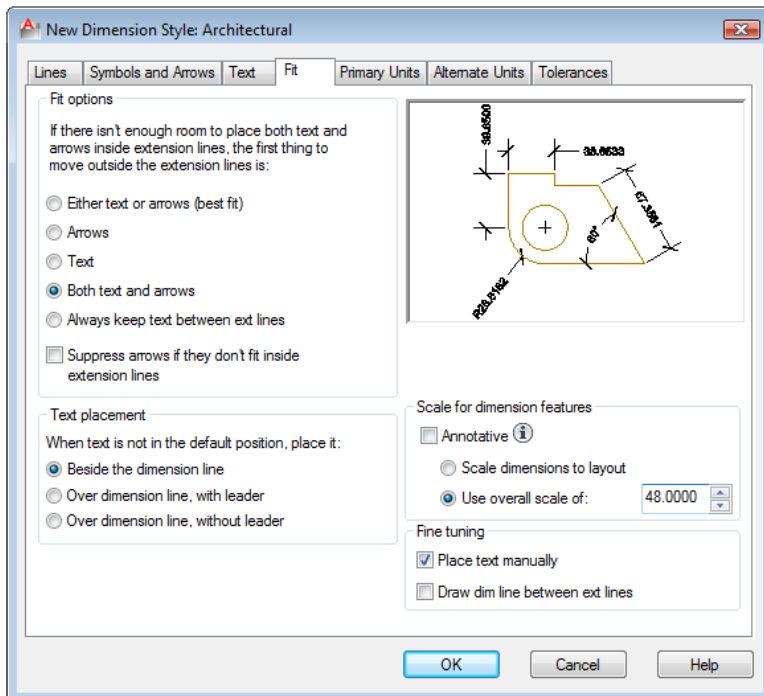 New Dimension Style: Architectural
Lines
Symbols and Arrows
Text
Fit
Primary Units
Alternate Units
Tolerances
Fit options
If there isn't enough room to place both text and
arrows inside extension lines, the first thing to
move outside the extension lines is:
Either text or arrows (best fit)
Arrows
Text
Both text and arrows
Always keep text between ext lines
Suppress arrows if they don't fit inside
extension lines
Text placement
When text is not in the default position, place it:
Beside the dimension line
Over dimension line, with leader
Over dimension line, without leader
60°
Scale for dimension features
Annotative
Scale dimensions to layout
Use overall scale of:
48.0000
Fine tuning
Place text manually
Draw dim line between ext lines
OK
Cancel
Help